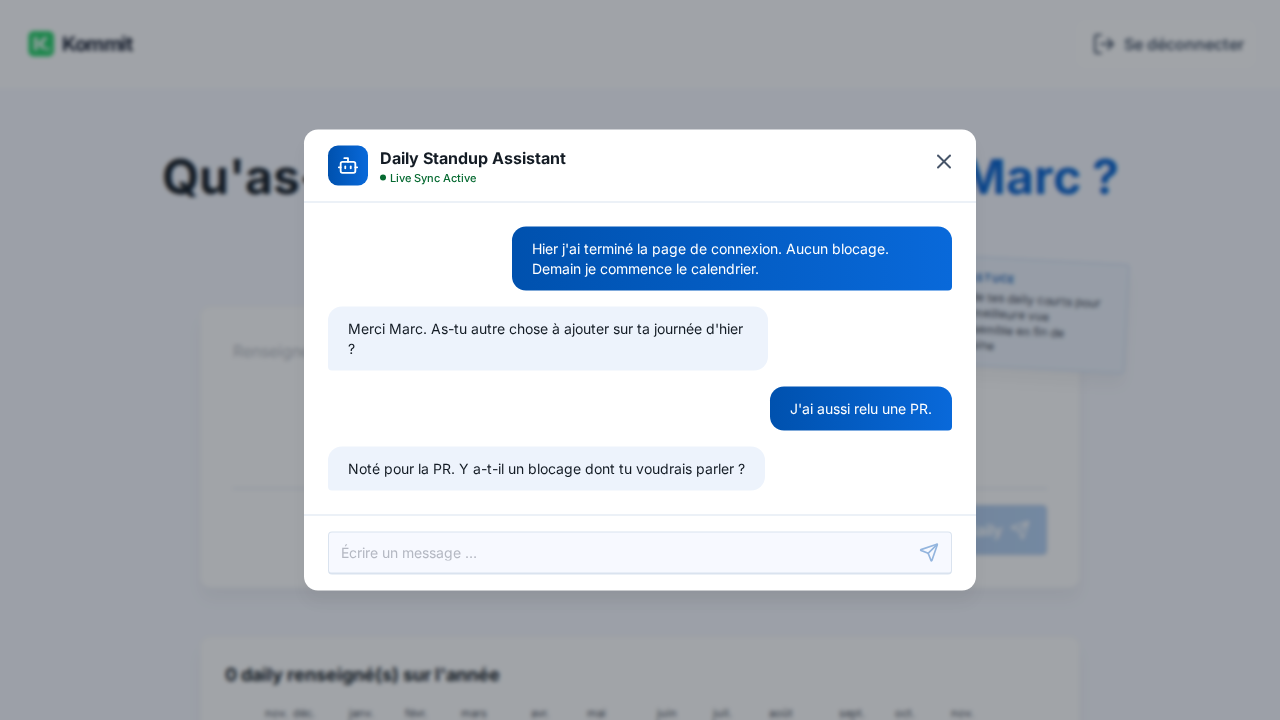 Kommit
Se déconnecter
Qu'as-
Marc ?
Daily Standup Assistant
Live Sync Active
Hier j'ai terminé la page de connexion. Aucun blocage.
Demain je commence le calendrier.
Merci Marc. As-tu autre chose à ajouter sur ta journée d'hier
?
J'ai aussi relu une PR.
Noté pour la PR. Y a-t-il un blocage dont tu voudrais parler ?
Écrire un message ...
0 daily renseigné(s) sur l'année
nov. déc. janv. févr. mars avr. mai juin juil. août sept. oct. nov.